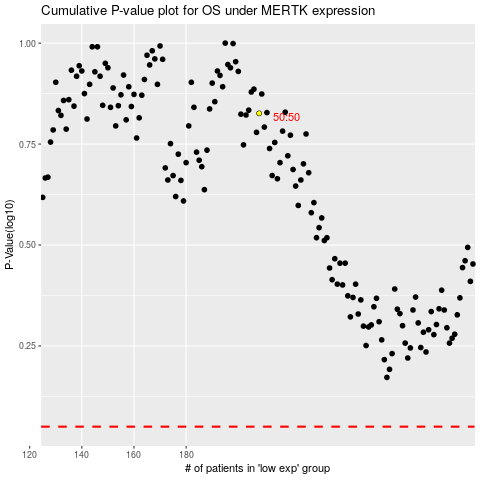 Cumulative P-value plot for OS under MERTK expression
P-Value(log10)
1.00
0.75
0.50
0.25
50:50
120 140 160 180
# of patients in 'low exp' group